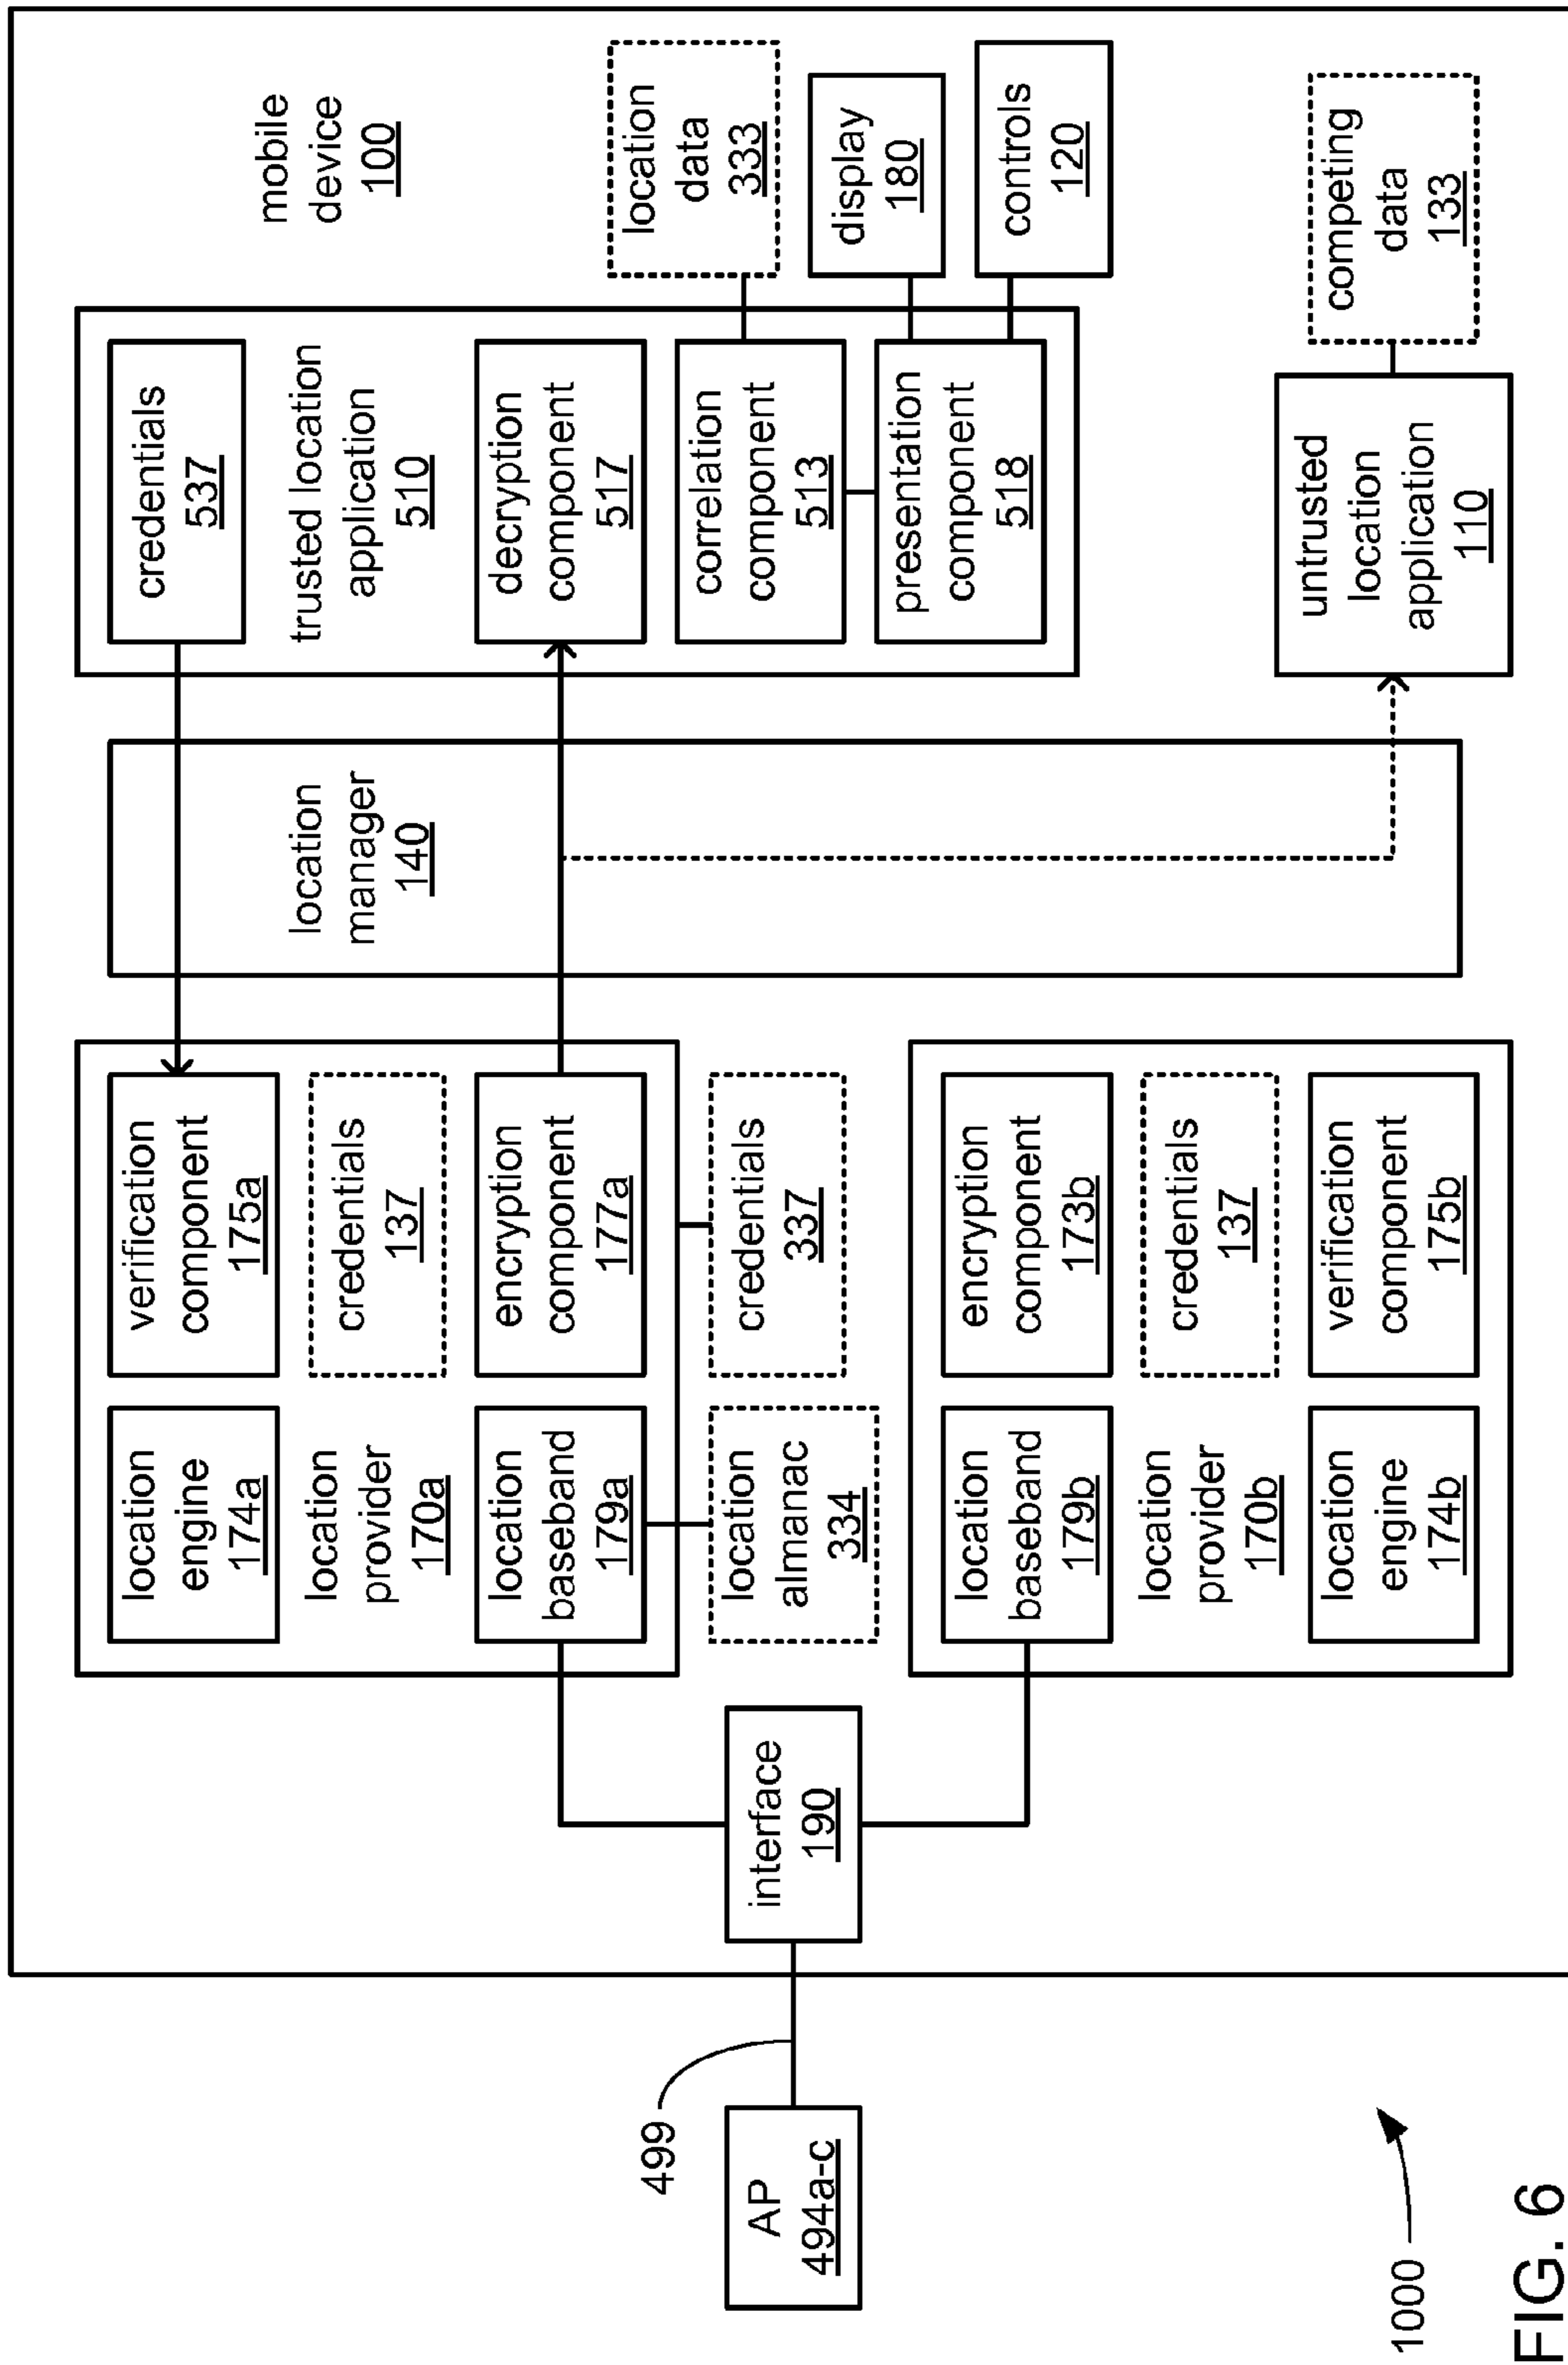 mobile
device
100
verification
component
175a
credentials
537
location
engine
174a
location
manager
140
trusted location
application
510
location
provider
170a
credentials
137
location
baseband
179a
encryption
component
177a
decryption
component
517
location
data
333
499
location
almanac
334
credentials
337
correlation
component
513
display
180
AP
494a-c
interface
190
presentation
component
518
controls
120
location
baseband
179b
encryption
component
173b
location
provider
170b
credentials
137
location
engine
174b
verification
component
175b
untrusted
location
application
110
competing
data
133
1000
FIG. 6